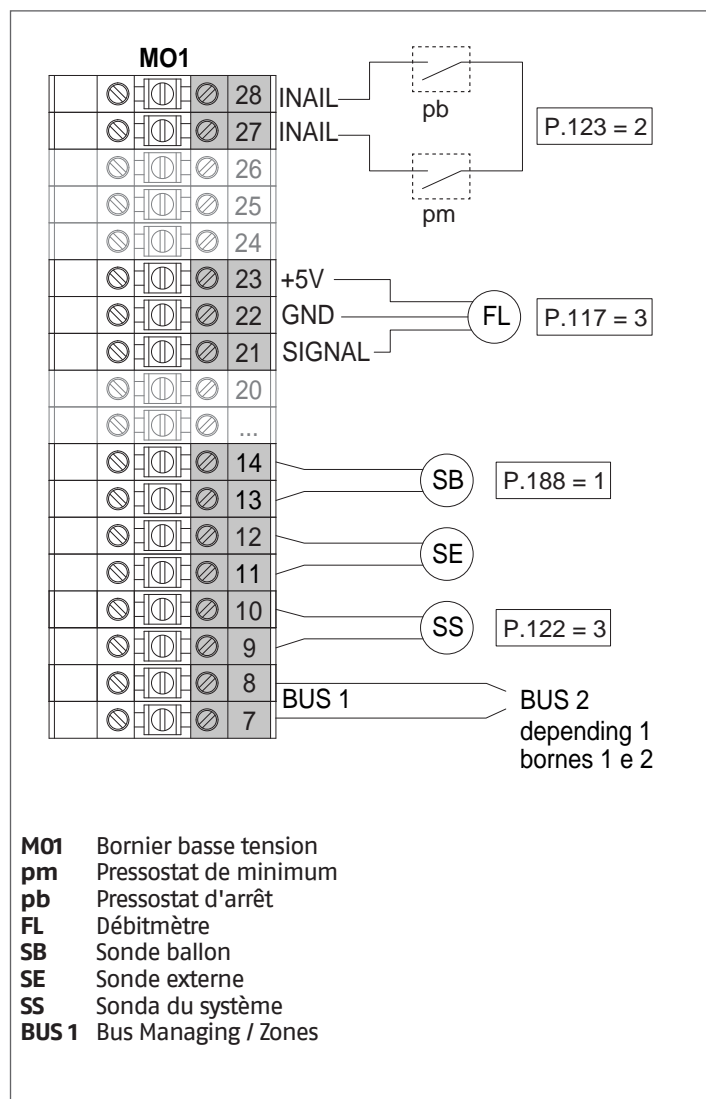 MO1
28 INAIL
pb
27 INAIL
P.123 = 2
26
pm
25
24
23 +5V
22 GND FL P.117 = 3
21 SIGNAL
20
...
14
SB P.188 = 1
13
12
SE
11
10
SS P.122 = 3
9
8
BUS 1 BUS 2
7
depending 1
bornes 1 e 2
MO1 Bornier basse tension
pm Pressostat de minimum
pb Pressostat d'arrêt
FL Débitmètre
SB Sonde ballon
SE Sonde externe
SS Sonda du système
BUS 1 Bus Managing / Zones